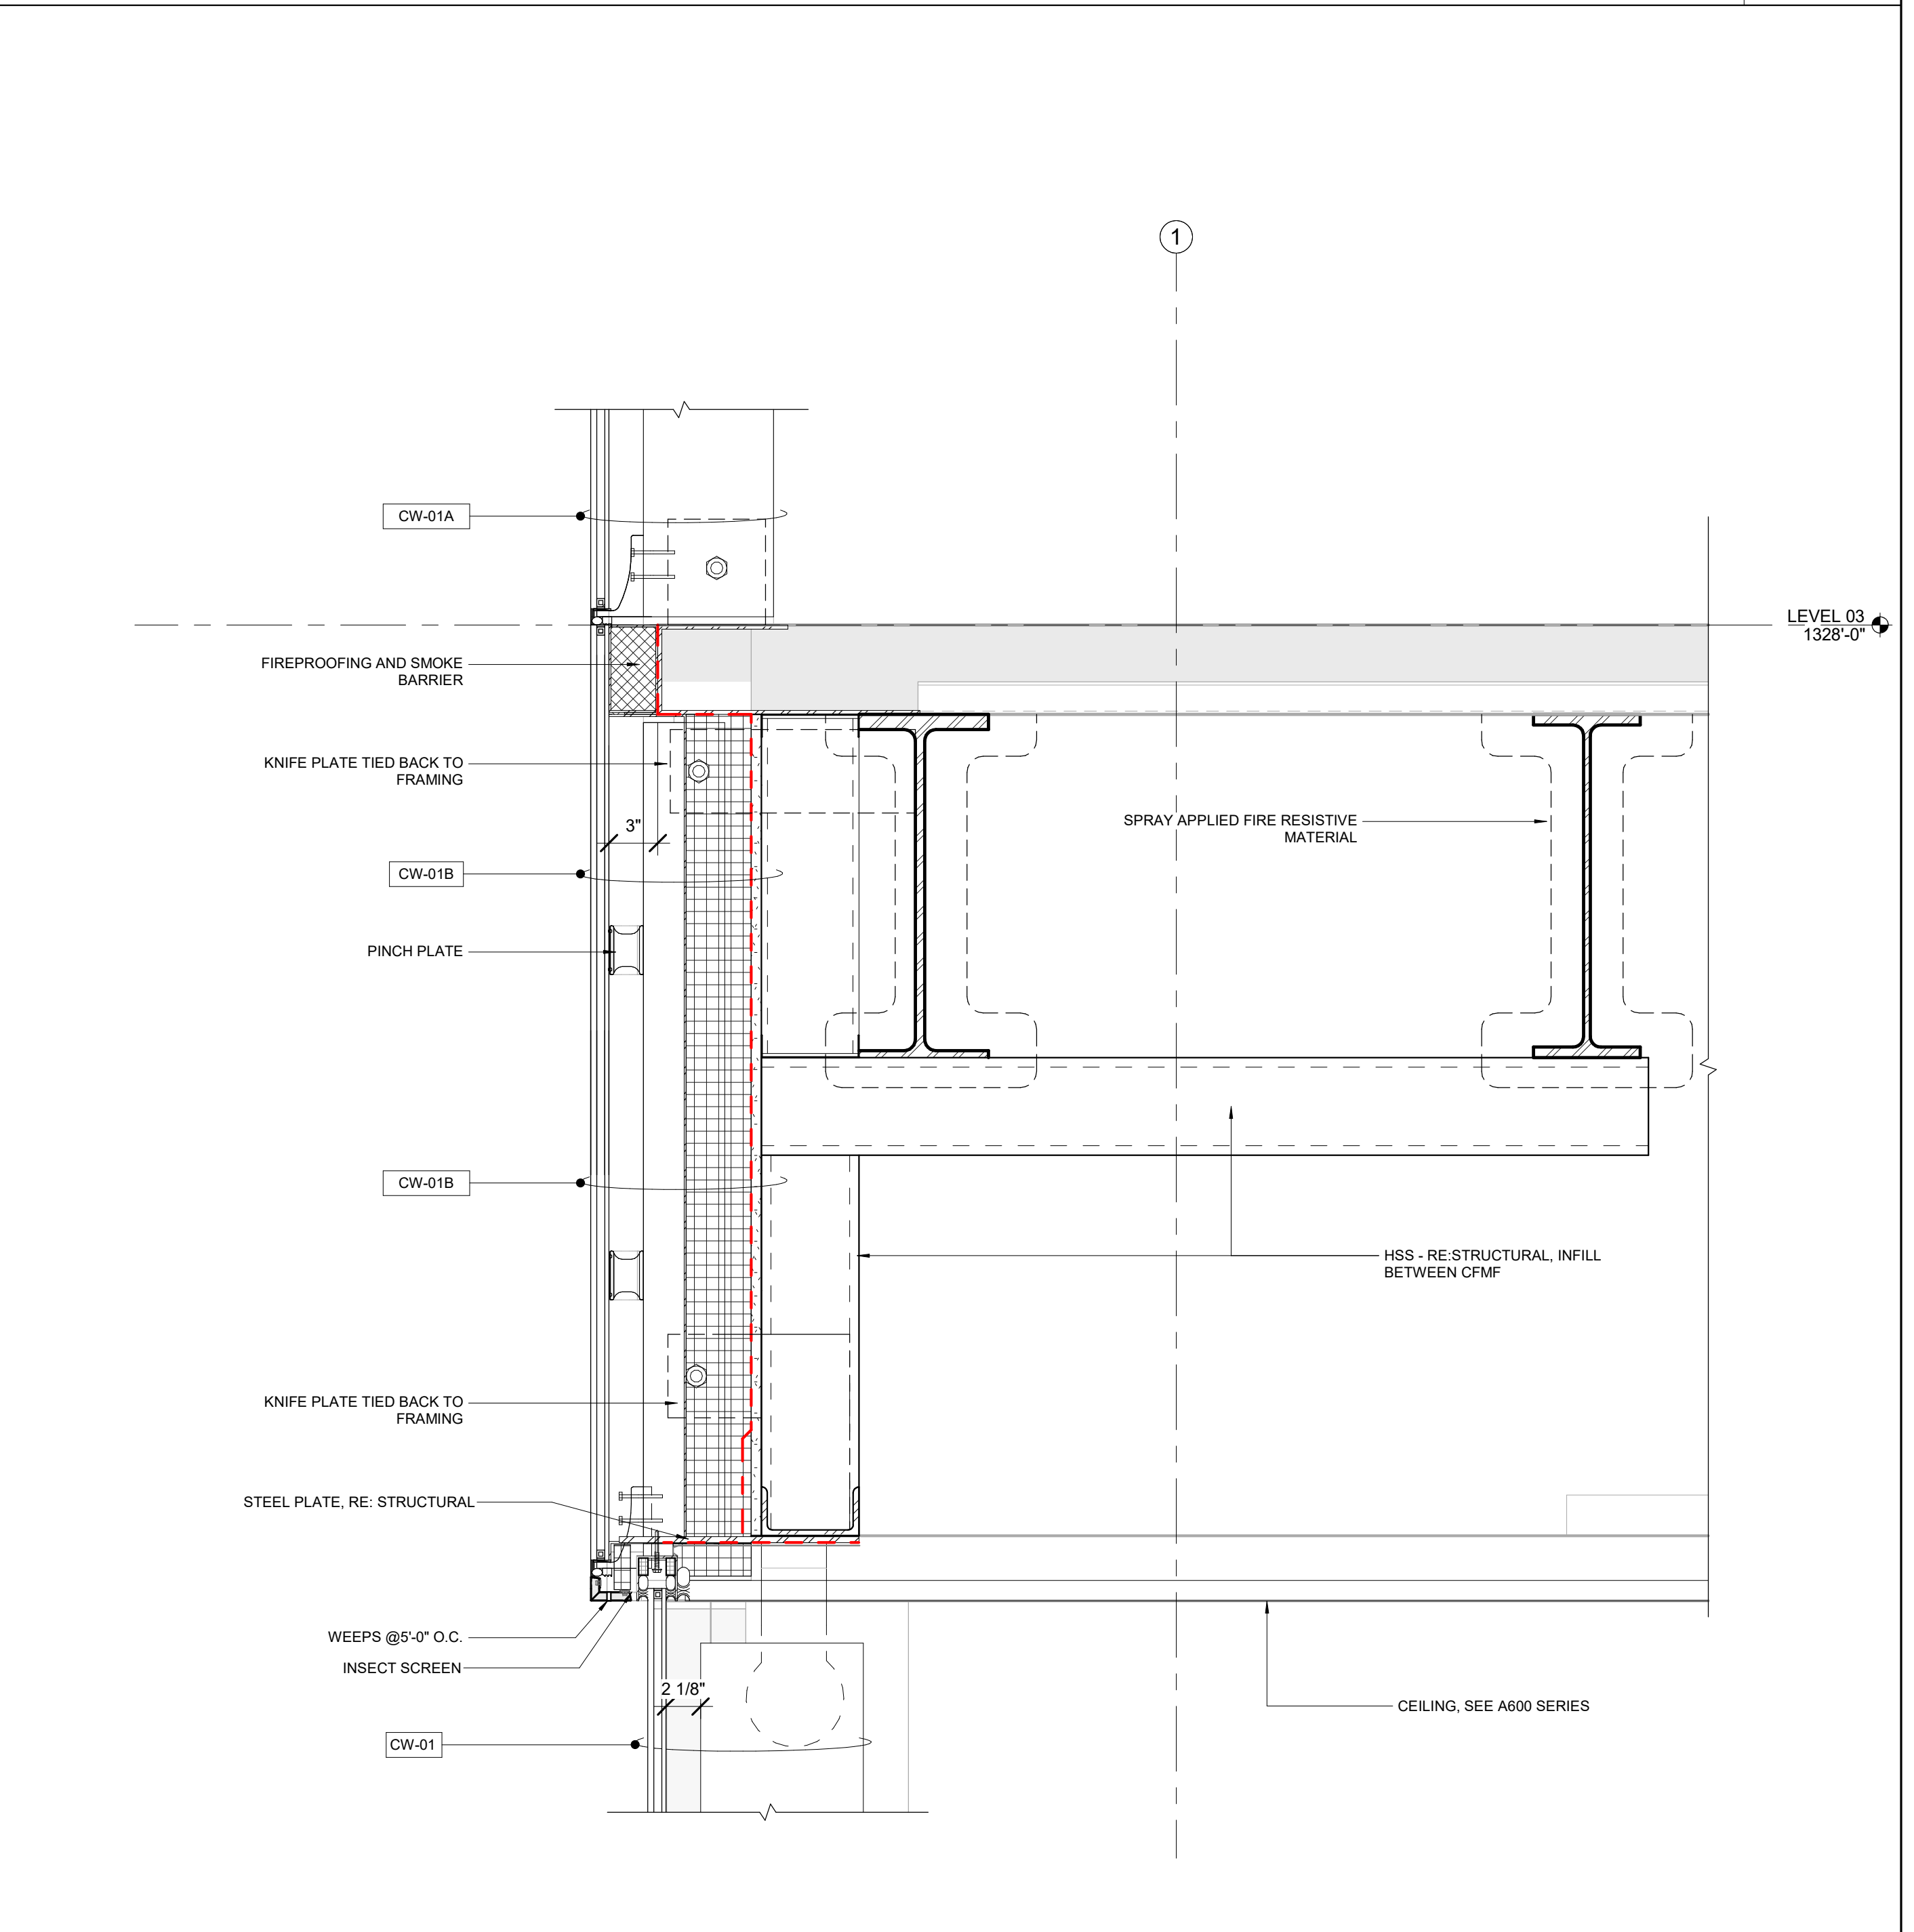 1
CW-01A
LEVEL 03
1328'-0"
FIREPROOFING AND SMOKE
BARRIER
KNIFE PLATE TIED BACK TO
FRAMING
3"
SPRAY APPLIED FIRE RESISTIVE
MATERIAL
CW-01B
PINCH PLATE
CW-01B
HSS - RE:STRUCTURAL, INFILL
BETWEEN CFMF
KNIFE PLATE TIED BACK TO
FRAMING
STEEL PLATE, RE: STRUCTURAL
WEEPS @5'-0" O.C.
INSECT SCREEN
2 1/8"
CEILING, SEE A600 SERIES
CW-01